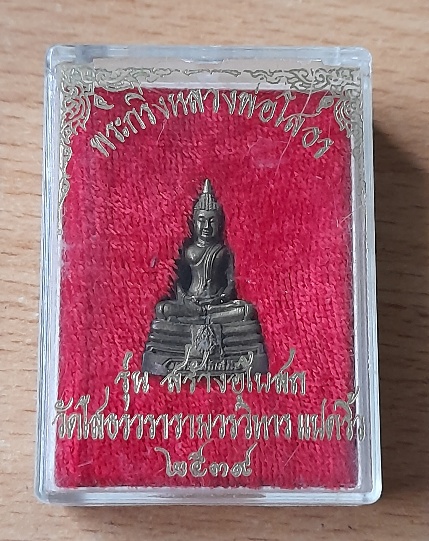 พระกริ่งหลวงพ่อโสธร
รุ่น สร้างอุโบสถ
วัดโสธรวรารามวรวิหาร แปดริ้ว
๒๕๓๙